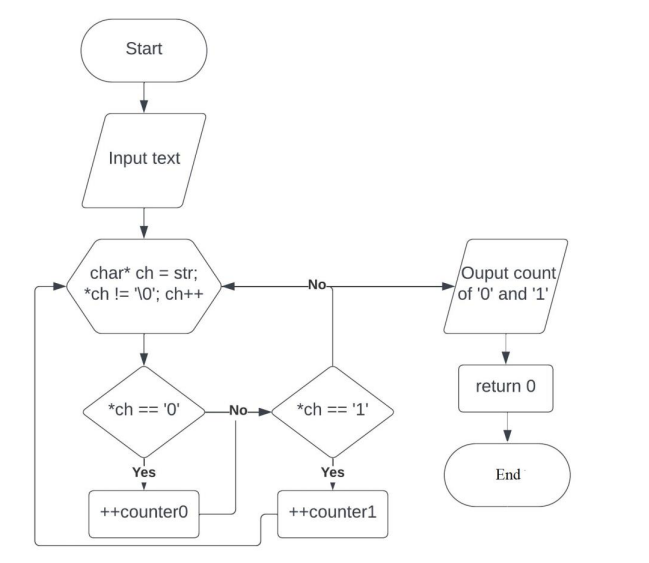 Start
Input text
char* ch = str;
*ch != '\0'; ch++
No
Ouput count
of '0' and '1'
return 0
*ch == '0'
No
*ch == '1'
Yes
Yes
++counter0
++counter1
End